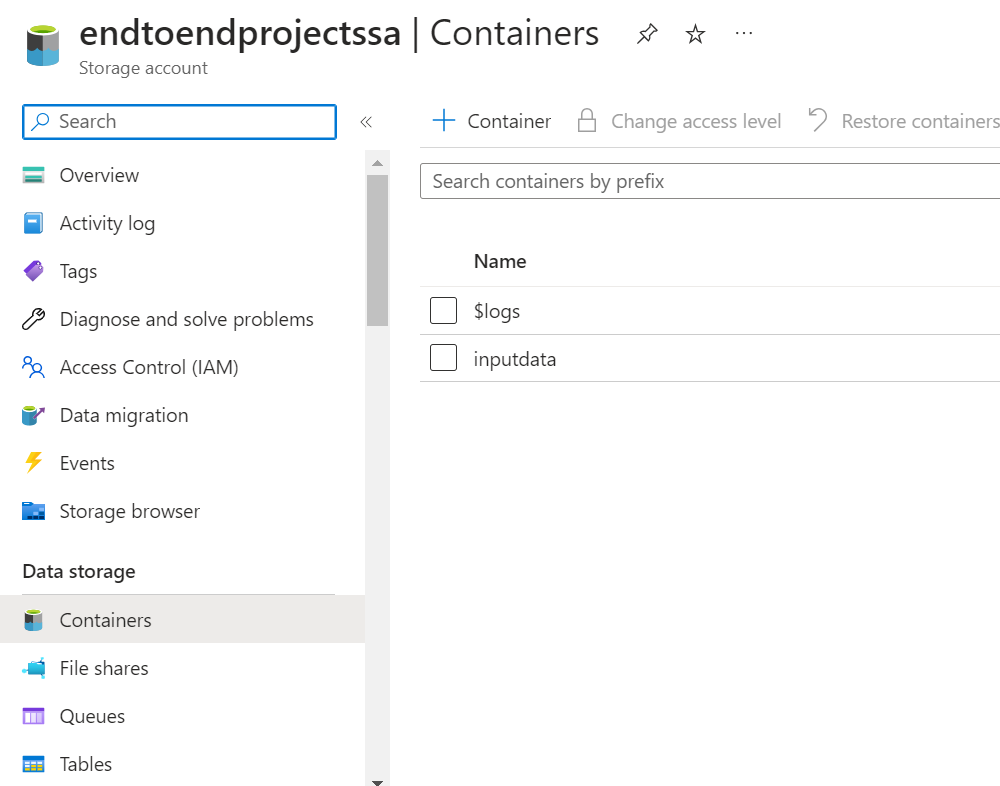 endtoendprojectssa | Containers
Storage account
Search
Container
Change access level
Restore containers
Search containers by prefix
Overview
Activity log
Tags
Diagnose and solve problems
Access Control (IAM)
Data migration
Events
Storage browser
Data storage
Containers
File shares
Queues
Tables
Name
$logs
inputdata